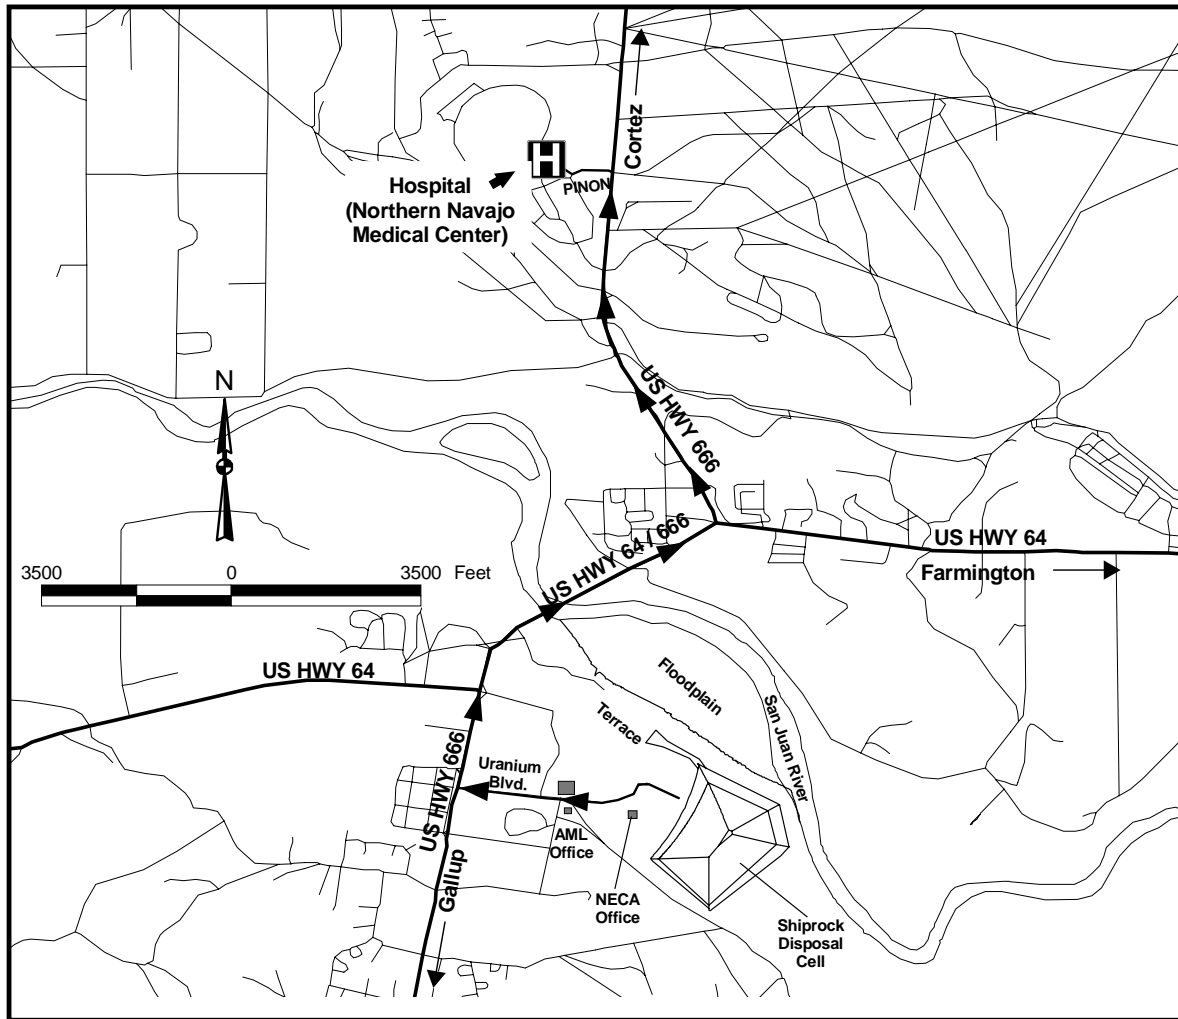 Cortez
H
Hospital
(Northern Navajo
Medical Center)
PINON
N
US HWY 666
3500 0 3500 Feet
US HWY 64 / 666
US HWY 64
Farmington
US HWY 64
Floodplain
Terrace
San Juan River
US HWY 666
Uranium
Blvd.
AML
Office
Gallup
NECA
Office
Shiprock
Disposal
Cell